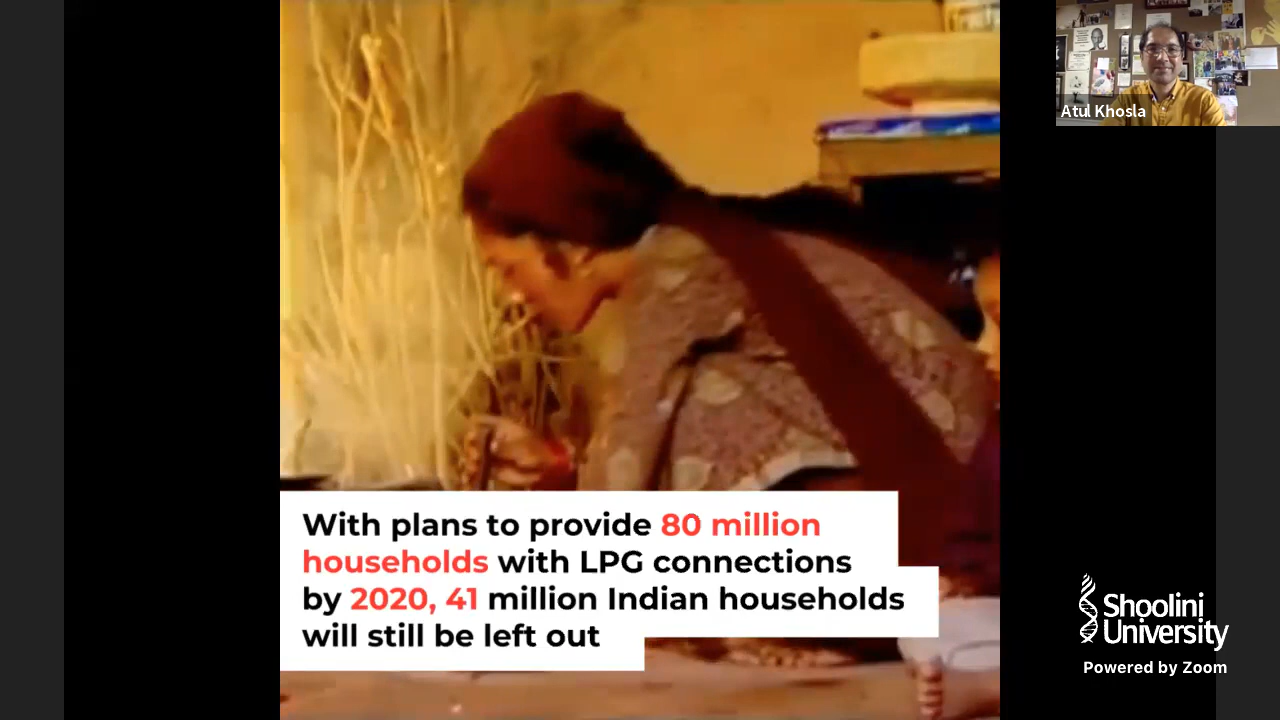 Atul Khosla
With plans to provide 80 million
households with LPG connections
by 2020, 41 million Indian households
will still be left out
Shoolini
University
Powered by Zoom